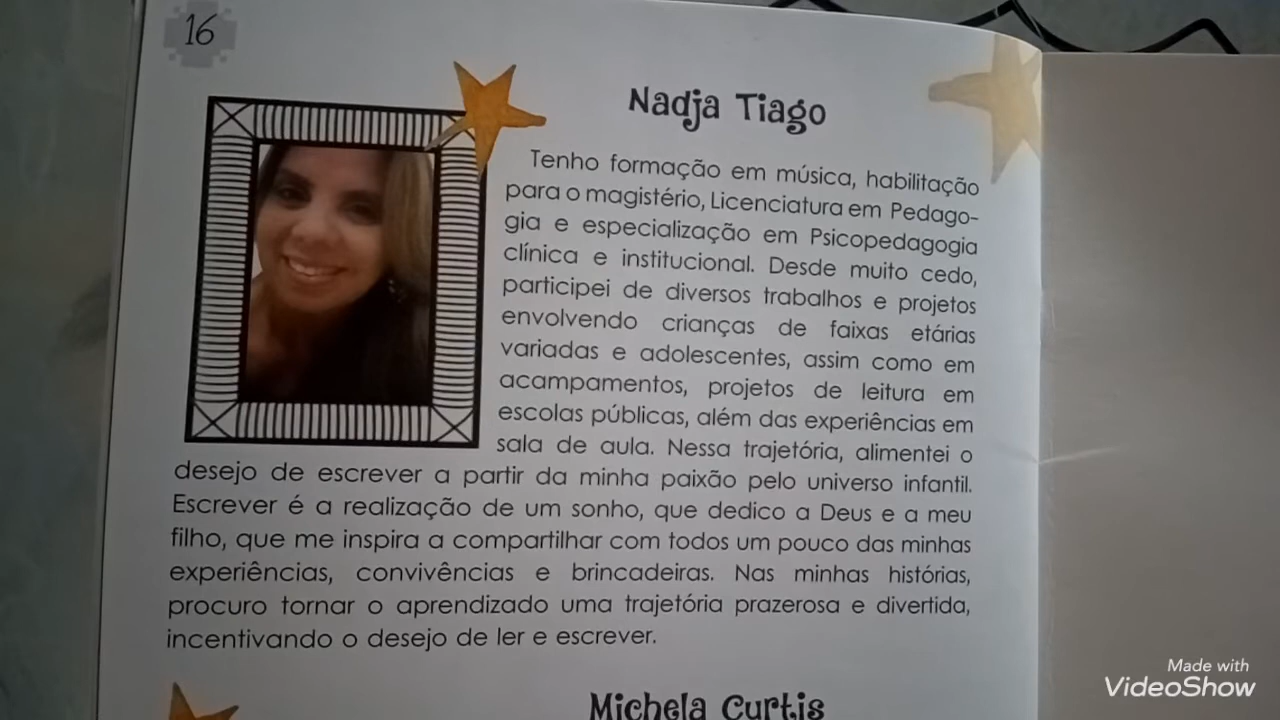 16
Nadja Tiago
Tenho formação em música, habilitação
para o magistério, Licenciatura em Pedago-
gia e especialização em Psicopedagogia
clínica e institucional. Desde muito cedo,
participei de diversos trabalhos e projetos
envolvendo crianças de faixas etárias
variadas e adolescentes, assim como em
acampamentos, projetos de leitura em
escolas públicas, além das experiências em
sala de aula. Nessa trajetória, alimentei o
desejo de escrever a partir da minha paixão pelo universo infantil.
Escrever é a realização de um sonho, que dedico a Deus e a meu
filho, que me inspira a compartilhar com todos um pouco das minhas
experiências, convivências e brincadeiras. Nas minhas histórias,
procuro tornar o aprendizado uma trajetória prazerosa e divertida,
incentivando o desejo de ler e escrever.
Michela Curtis
Made with
VideoShow